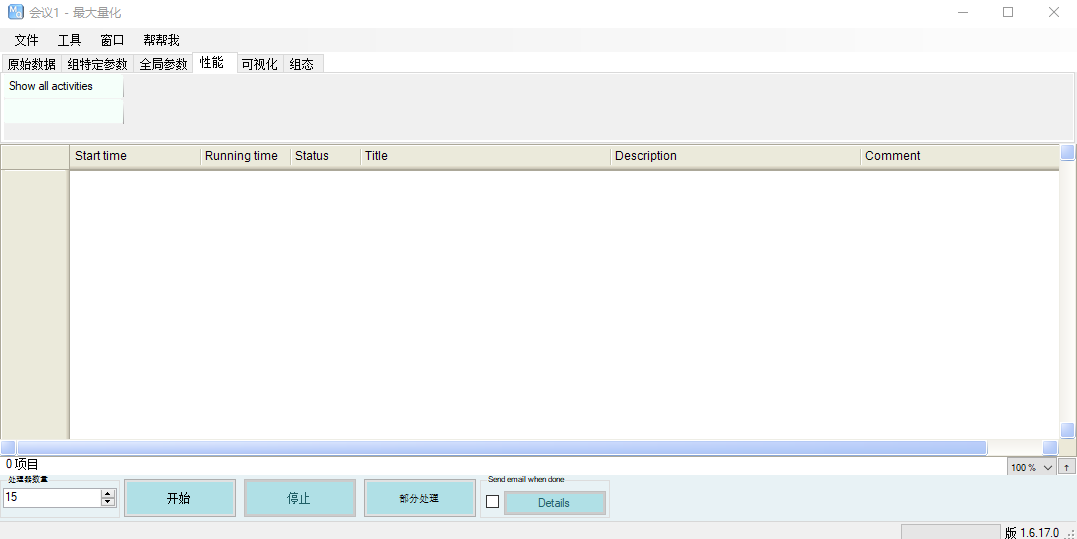 会议1 - 最大量化
文件 工具 窗口 帮帮我
原始数据 组特定参数 全局参数 性能 可视化 组态
Show all activities
Start time Running time Status Title Description Comment
0 项目
100 % ↑
处理器数量
15
开始
停止
部分处理
Send email when done
Details
版 1.6.17.0